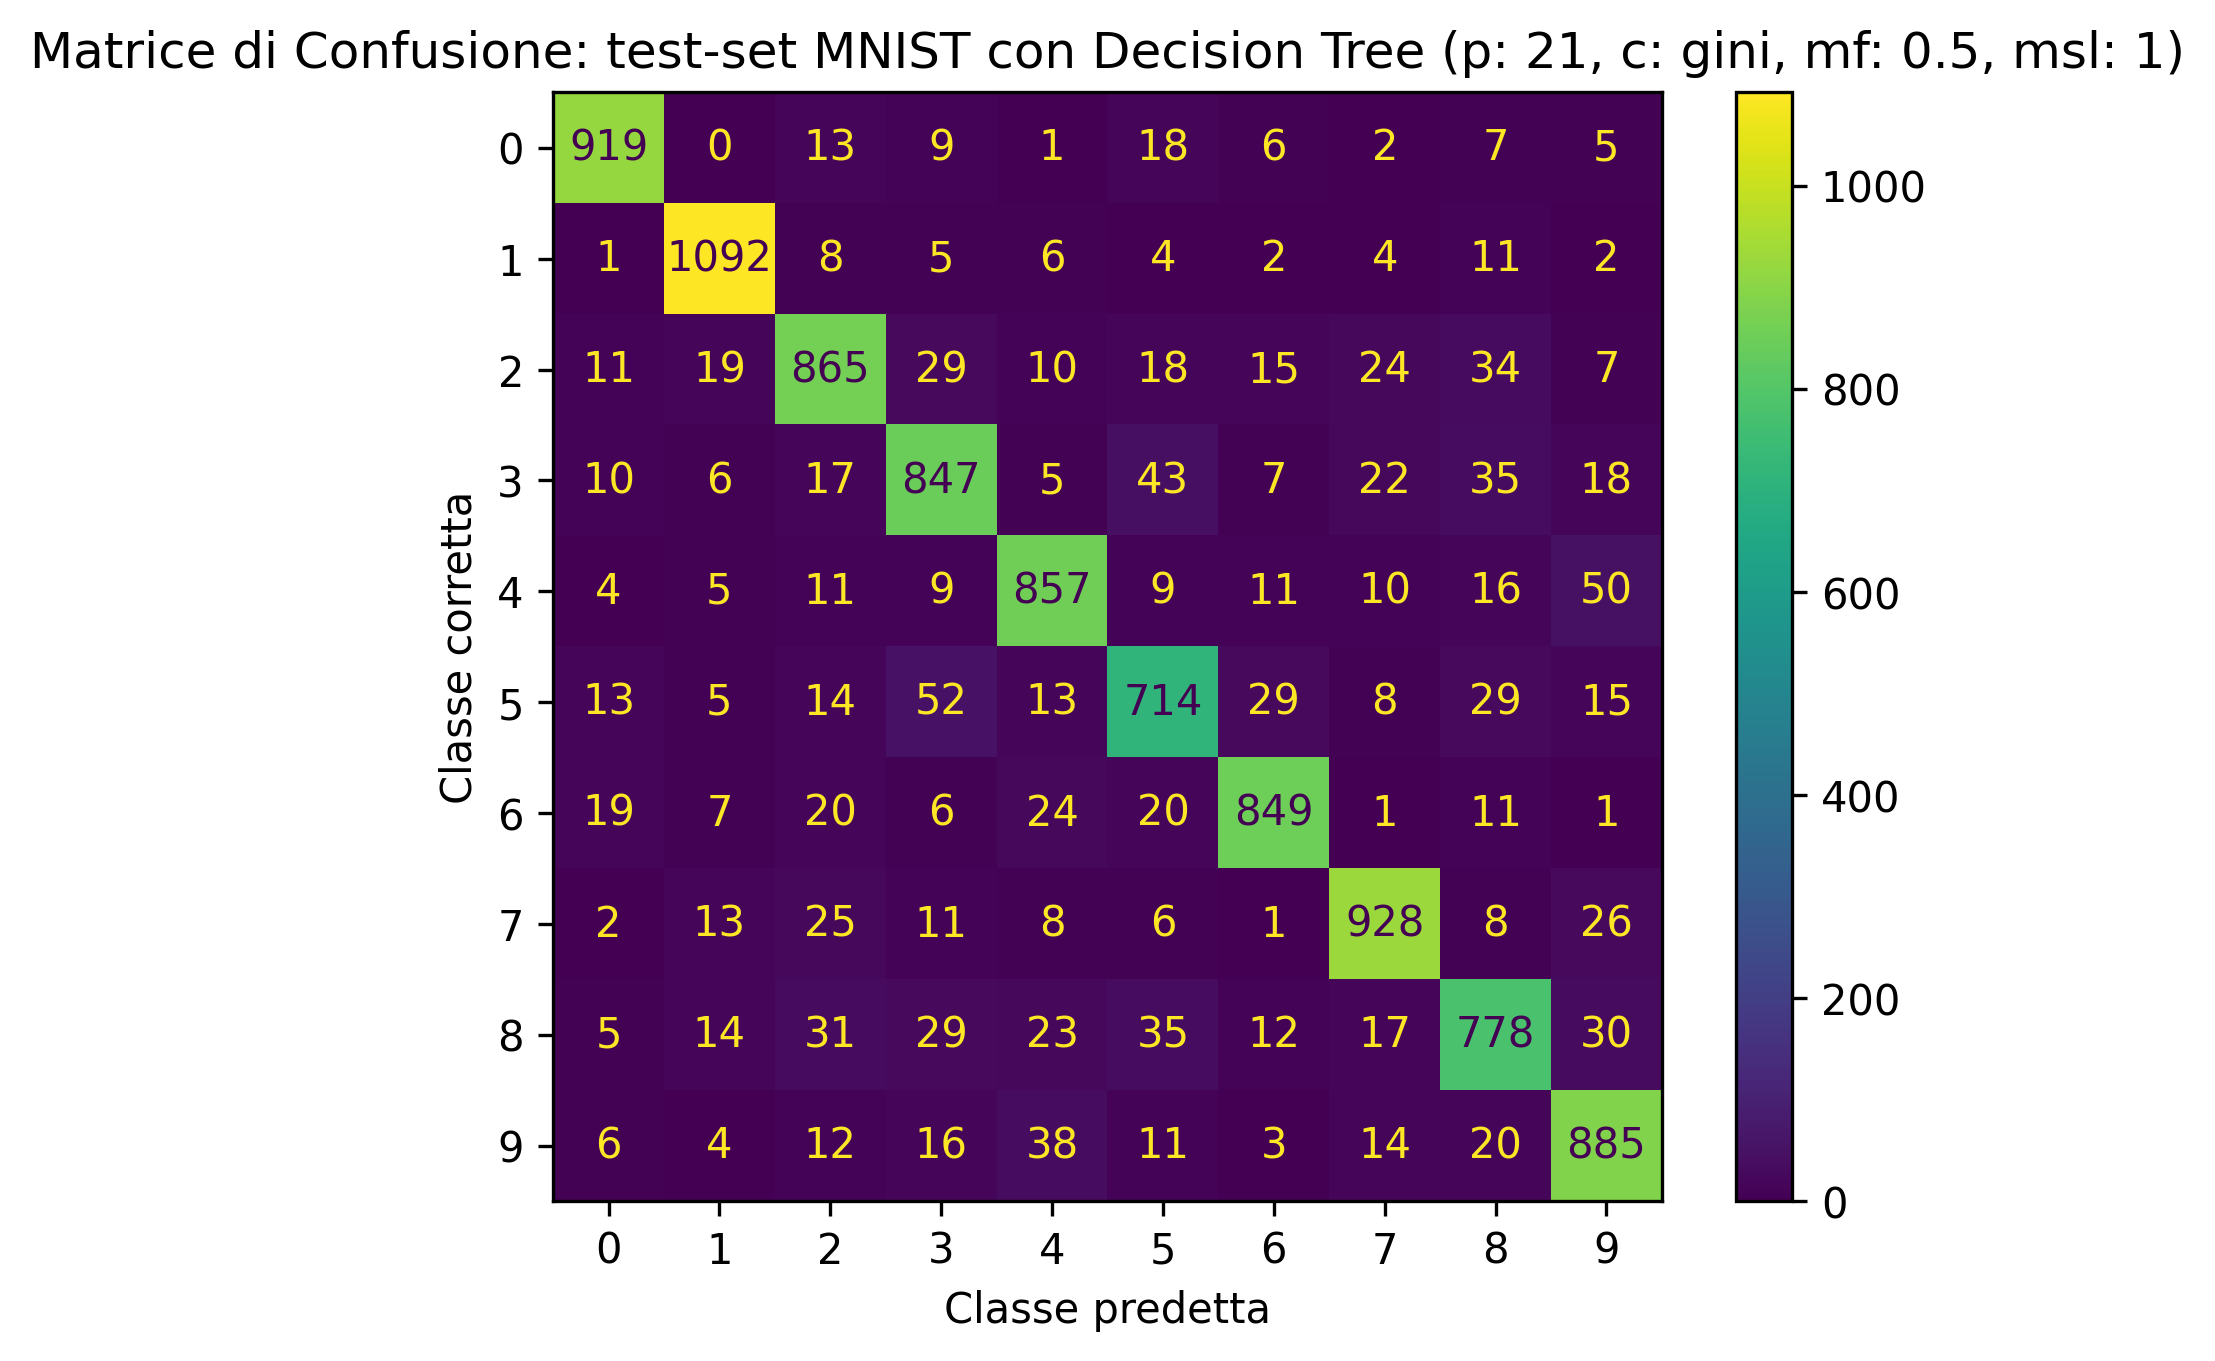 Matrice di Confusione: test-set MNIST con Decision Tree (p: 21, c: gini, mf: 0.5, msl: 1)
0 919 0 13 9 1 18 6 2 7 5
1 1 1092 8 5 6 4 2 4 11 2
2 11 19 865 29 10 18 15 24 34 7
3 10 6 17 847 5 43 7 22 35 18
4 4 5 11 9 857 9 11 10 16 50
5 13 5 14 52 13 714 29 8 29 15
6 19 7 20 6 24 20 849 1 11 1
7 2 13 25 11 8 6 1 928 8 26
8 5 14 31 29 23 35 12 17 778 30
9 6 4 12 16 38 11 3 14 20 885
0 1 2 3 4 5 6 7 8 9
Classe predetta
Classe corretta
1000
800
600
400
200
0